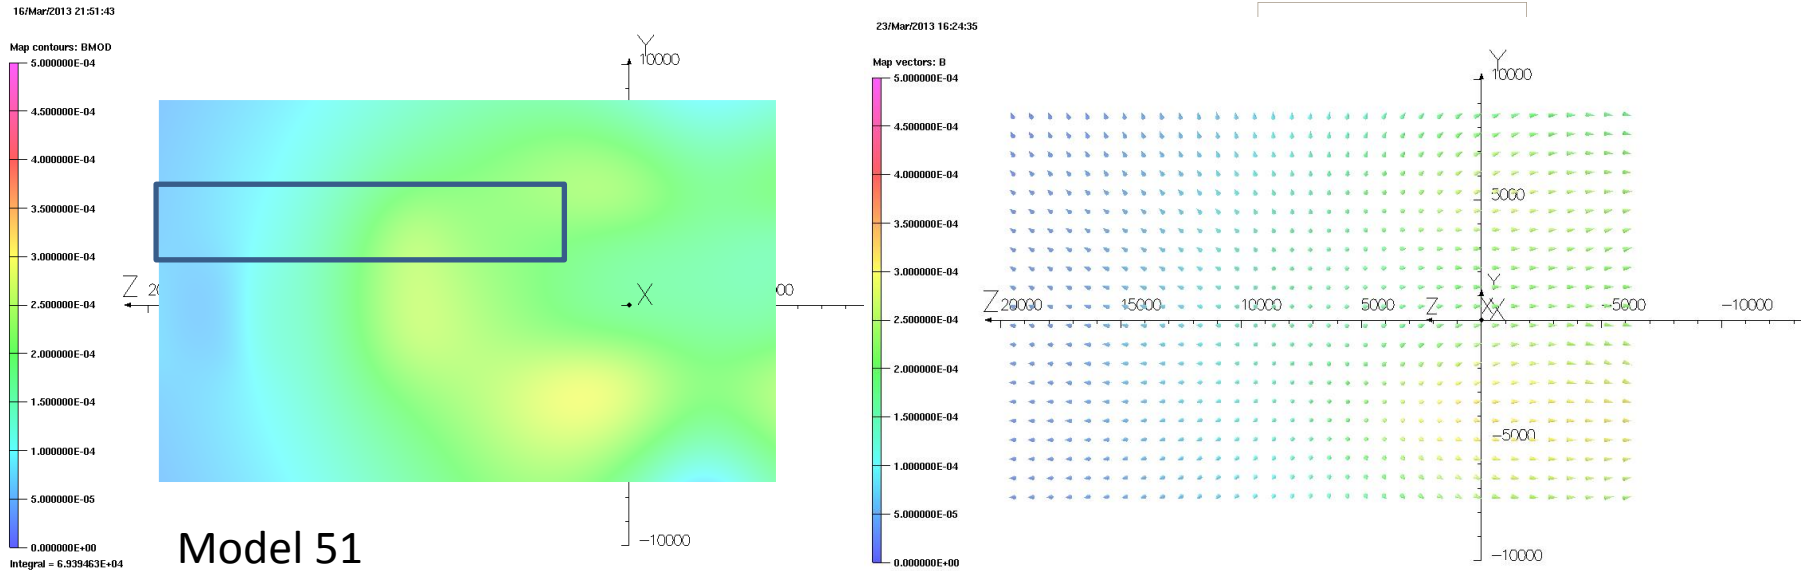 16/Mar/2013 21:51:43
Map contours: BMOD
5.000000E-04
4.500000E-04
4.000000E-04
3.500000E-04
3.000000E-04
2.500000E-04
2.000000E-04
1.500000E-04
1.000000E-04
5.000000E-05
0.000000E+00
Integral = 6.939463E+04
Y
10000
Z
X
-10000
Model 51
23/Mar/2013 16:24:35
Map vectors: B
5.000000E-04
4.500000E-04
4.000000E-04
3.500000E-04
3.000000E-04
2.500000E-04
2.000000E-04
1.500000E-04
1.000000E-04
5.000000E-05
0.000000E+00
Y
10000
5000
Y
Z 20000 15000 10000 5000 Z X X -5000 -10000
-5000
-10000